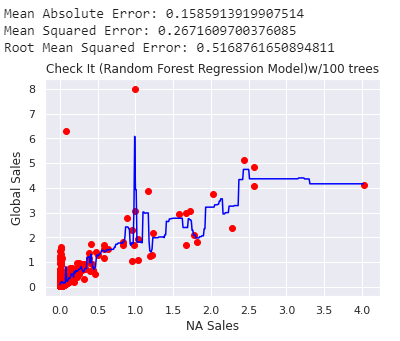 Mean Absolute Error: 0.1585913919907514
Mean Squared Error: 0.2671609700376085
Root Mean Squared Error: 0.5168761650894811
Check It (Random Forest Regression Model)w/100 trees
8
7
6
5
4
3
2
1
0
Global Sales
0.0 0.5 1.0 1.5 2.0 2.5 3.0 3.5 4.0
NA Sales